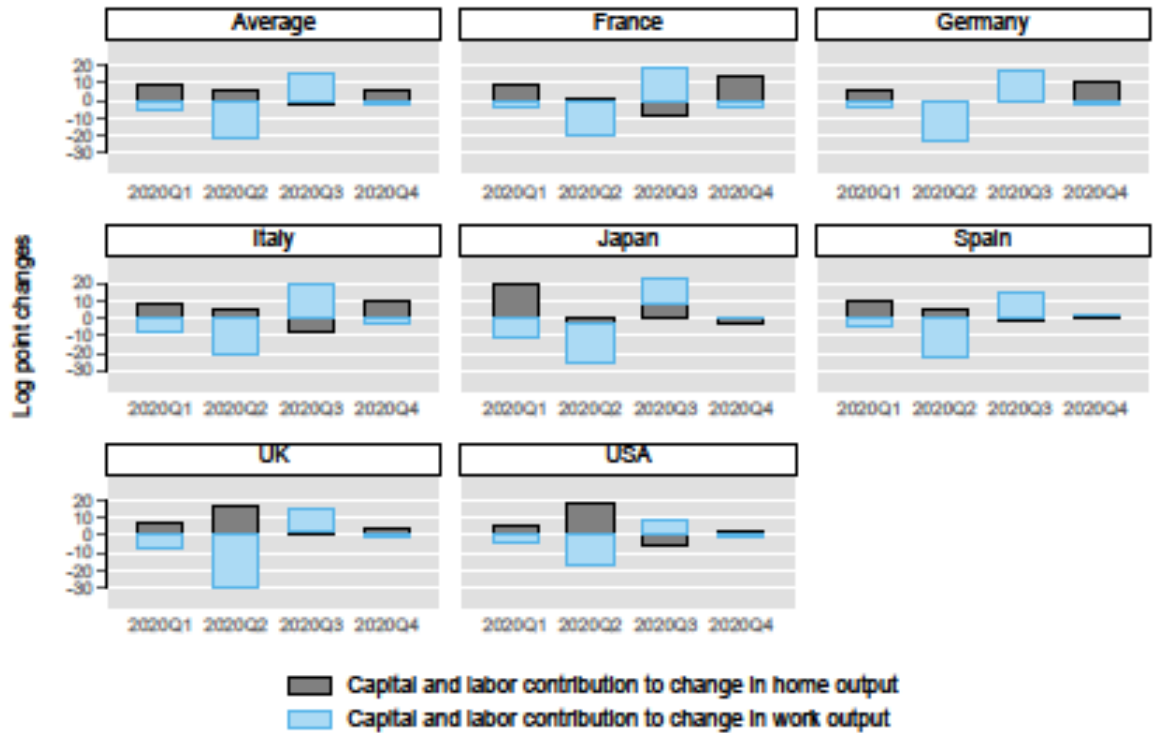 Average France Germany
20
10
0
-10
-20
-30
2020Q1 2020Q2 2020Q3 2020Q4 2020Q1 2020Q2 2020Q3 2020Q4 2020Q1 2020Q2 2020Q3 2020Q4
Log point changes
Italy Japan Spain
20
10
0
-10
-20
-30
2020Q1 2020Q2 2020Q3 2020Q4 2020Q1 2020Q2 2020Q3 2020Q4 2020Q1 2020Q2 2020Q3 2020Q4
UK USA
20
10
0
-10
-20
-30
2020Q1 2020Q2 2020Q3 2020Q4 2020Q1 2020Q2 2020Q3 2020Q4
Capital and labor contribution to change in home output
Capital and labor contribution to change in work output